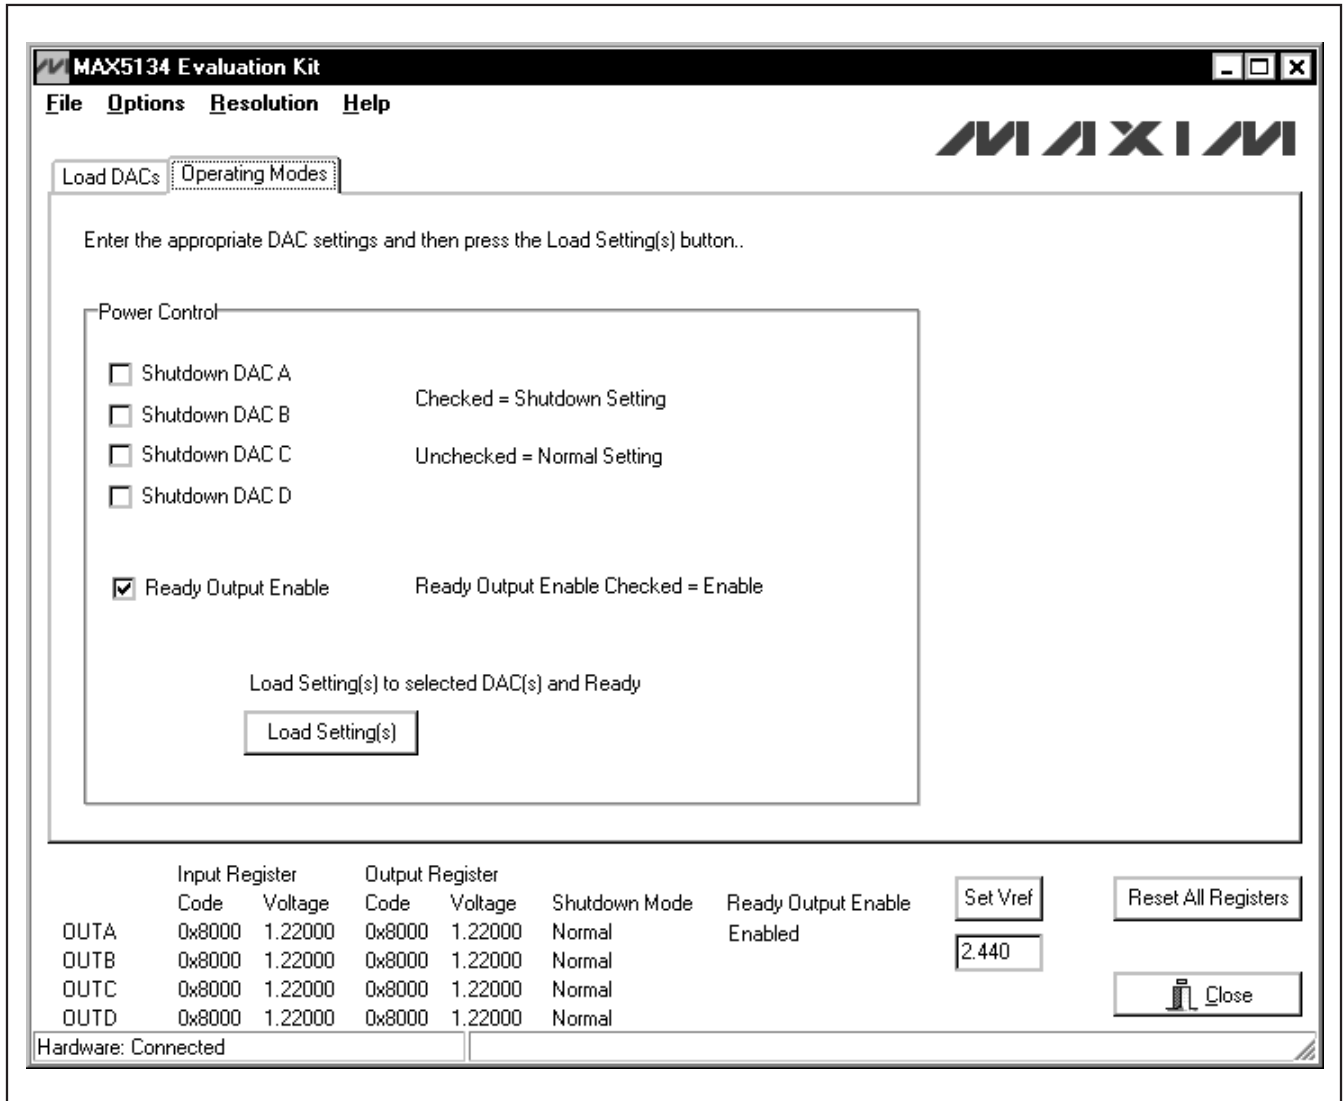 MAX5134 Evaluation Kit
File Options Resolution Help
MAXIM
Load DACs Operating Modes
Enter the appropriate DAC settings and then press the Load Setting(s) button..
Power Control
Shutdown DAC A
Shutdown DAC B
Shutdown DAC C
Shutdown DAC D
Checked = Shutdown Setting
Unchecked = Normal Setting
Ready Output Enable Ready Output Enable Checked = Enable
Load Setting(s) to selected DAC(s) and Ready
Load Setting(s)
Input Register Output Register
Code Voltage Code Voltage Shutdown Mode Ready Output Enable
OUTA 0x8000 1.22000 0x8000 1.22000 Normal Enabled
OUTB 0x8000 1.22000 0x8000 1.22000 Normal
OUTC 0x8000 1.22000 0x8000 1.22000 Normal
OUTD 0x8000 1.22000 0x8000 1.22000 Normal
Set Vref
2.440
Reset All Registers
Close
Hardware: Connected